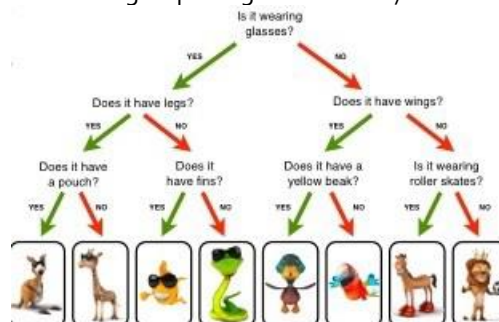 Is it wearing
glasses?
YES
NO
Does it have legs?
Does it have wings?
YES
NO
YES
NO
Does it have
a pouch?
Does it
have fins?
Does it have a
yellow beak?
Is it wearing
roller skates?
YES
NO
YES
NO
YES
NO
YES
NO